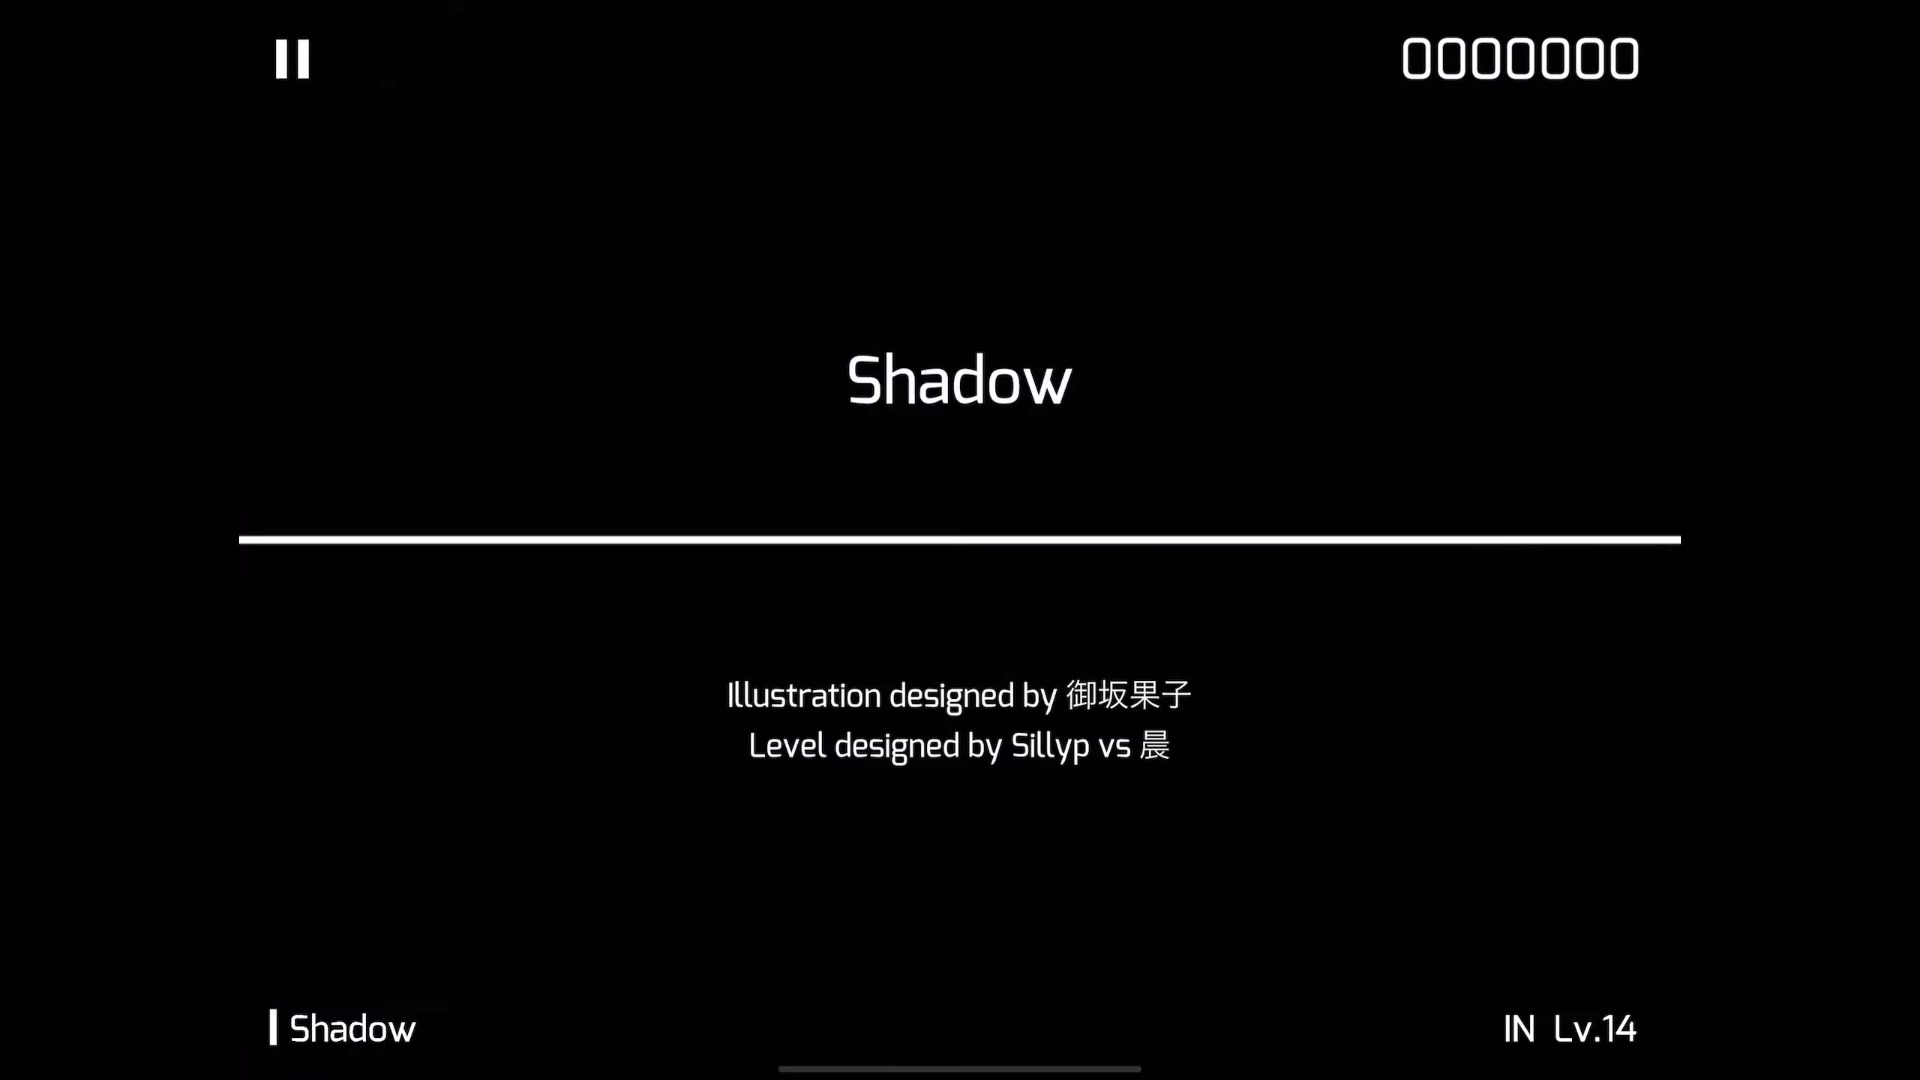 0000000
Shadow
Illustration designed by 御坂果子
Level designed by Sillyp vs 晨
Shadow
IN Lv.14